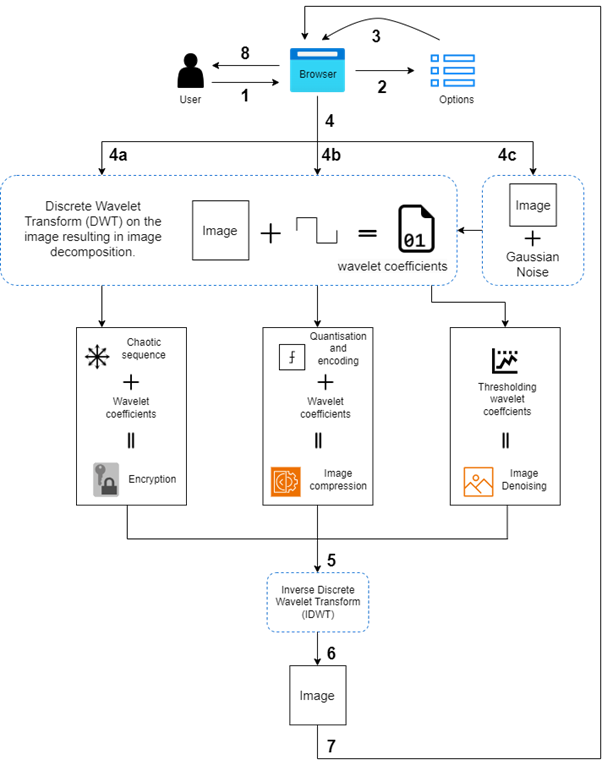 3
8
Browser
1
2
User
Options
4
4a
4b
4c
Discrete Wavelet
Transform (DWT) on the
image resulting in image
decomposition.
Image
+
=
01
wavelet coefficients
Image
+
Gaussian
Noise
Chaotic
sequence
+
Wavelet
coefficients
=
Encryption
Quantisation
and
encoding
+
Wavelet
coefficients
=
Image
compression
Thresholding
wavelet
coeffcients
=
Image
Denoising
5
Inverse Discrete
Wavelet Transform
(IDWT)
6
Image
7